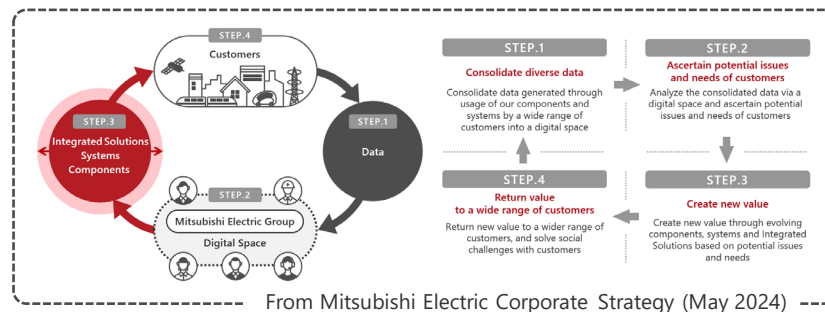 STEP.4
Customers
STEP.3
Integrated Solutions
Systems
Components
STEP.1
Data
STEP.2
Mitsubishi Electric Group
Digital Space
STEP.1
Consolidate diverse data
Consolidate data generated through
usage of our components and
systems by a wide range of
customers into a digital space
STEP.2
Ascertain potential issues
and needs of customers
Analyze the consolidated data via a
digital space and ascertain potential
issues and needs of customers
STEP.4
Return value
to a wide range of customers
Return new value to a wider range of
customers, and solve social
challenges with customers
STEP.3
Create new value
Create new value through evolving
components, systems and Integrated
Solutions based on potential issues
and needs
From Mitsubishi Electric Corporate Strategy (May 2024)